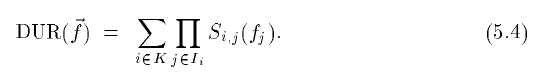 DUR(f⃗) = ∑_{i∈K} ∏_{j∈I_i} S_{i,j}(f_j). (5.4)